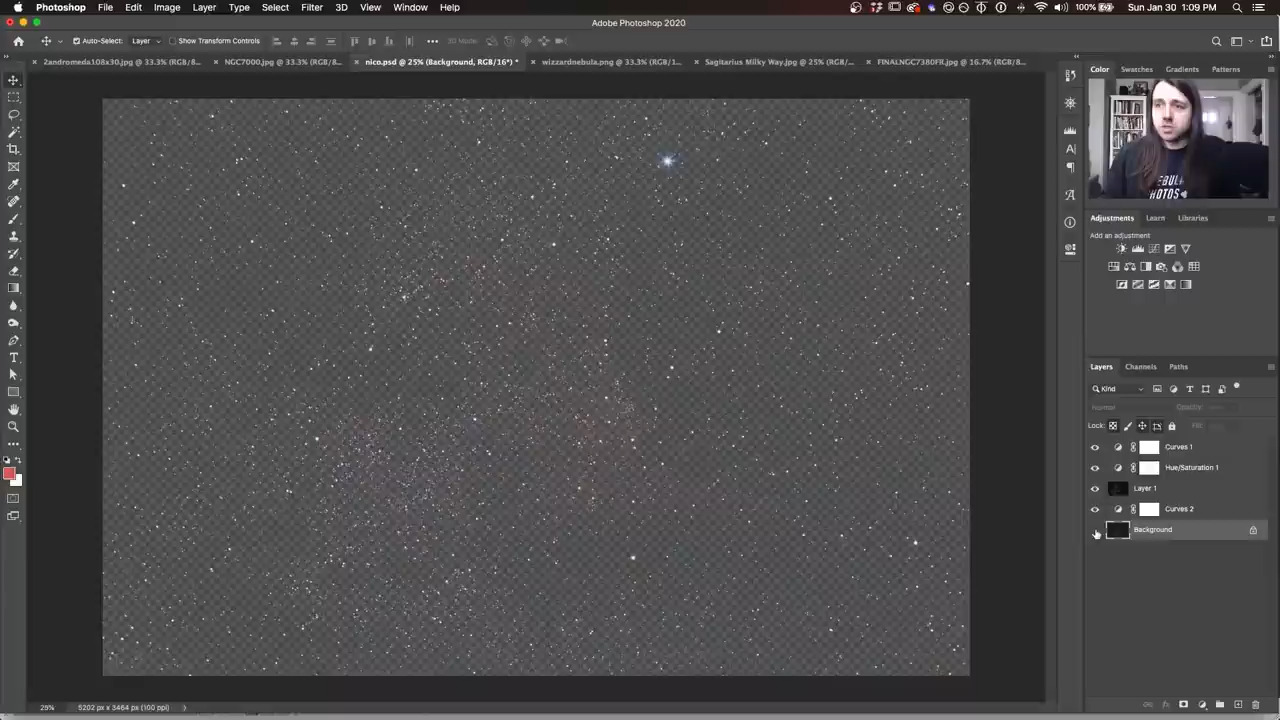 Photoshop File Edit Image Layer Type Select Filter 3D View Window Help
100% Sun Jan 30 1:09 PM
Adobe Photoshop 2020
Auto-Select: Layer Show Transform Controls 3D Mode:
2andromeda108x30.jpg @ 33.3% (RGB/8... NGC7000.jpg @ 33.3% (RGB/8... nico.psd @ 25% (Background, RGB/16*) * wizzardnebula.png @ 33.3% (RGB/1... Sagitarius Milky Way.jpg @ 25% (RGB/... FINALNGC7380FR.jpg @ 16.7% (RGB/8...
Color Swatches Gradients Patterns
Adjustments Learn Libraries
Add an adjustment
Layers Channels Paths
Kind
Normal Opacity:
Lock: Fill:
Curves 1
Hue/Saturation 1
Layer 1
Curves 2
Background
25% 5202 px x 3464 px (100 ppi)